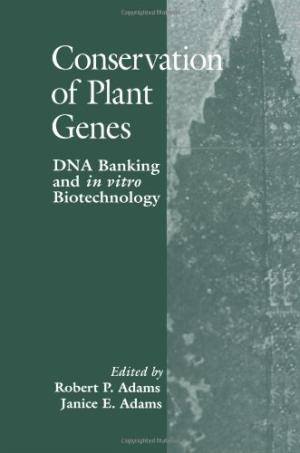 Conservation
of Plant
Genes
DNA Banking
and in vitro
Biotechnology
Edited by
Robert P. Adams
Janice E. Adams